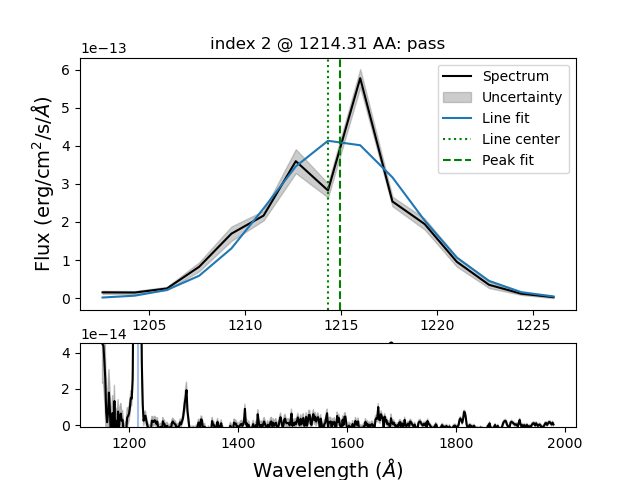 index 2 @ 1214.31 AA: pass
1e−13
6
5
4
3
2
1
0
Flux (erg/cm²/s/Å)
Spectrum
Uncertainty
Line fit
Line center
Peak fit
1205 1210 1215 1220 1225
1e−14
4
2
0
1200 1400 1600 1800 2000
Wavelength (Å)